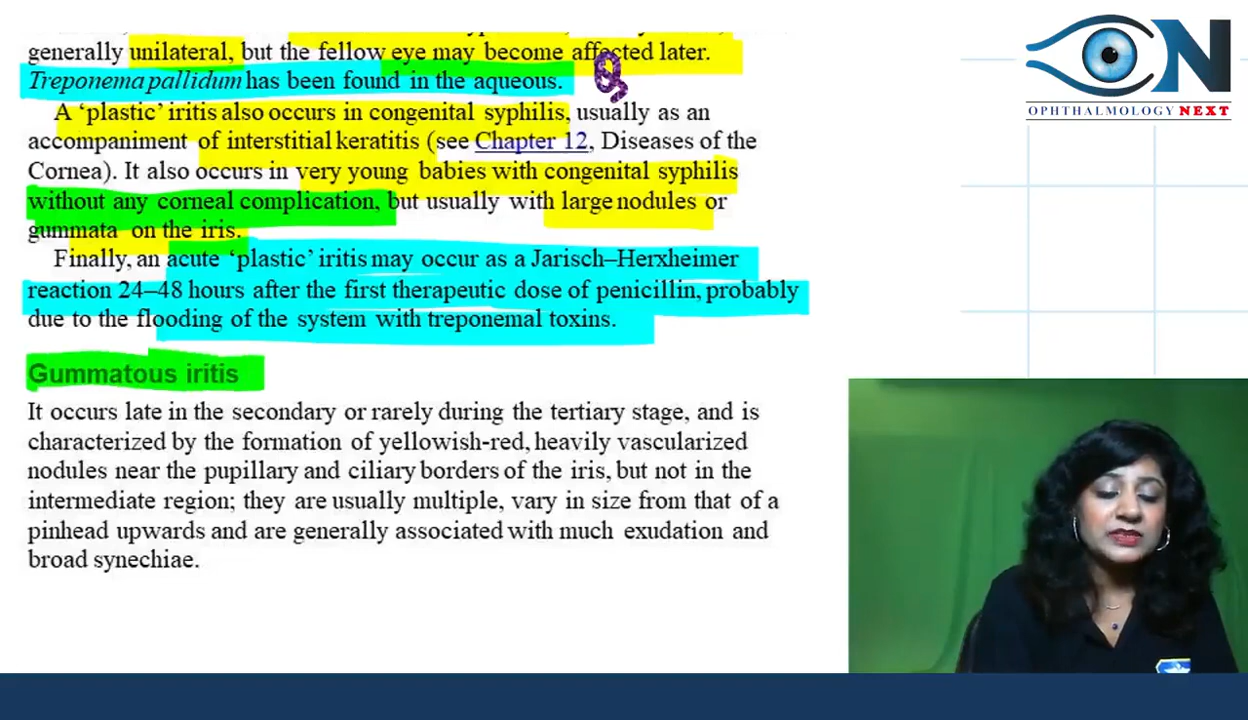 generally unilateral, but the fellow eye may become affected later.
Treponema pallidum has been found in the aqueous.
A ‘plastic’ iritis also occurs in congenital syphilis, usually as an
accompaniment of interstitial keratitis (see Chapter 12, Diseases of the
Cornea). It also occurs in very young babies with congenital syphilis
without any corneal complication, but usually with large nodules or
gummata on the iris.
Finally, an acute ‘plastic’ iritis may occur as a Jarisch–Herxheimer
reaction 24–48 hours after the first therapeutic dose of penicillin, probably
due to the flooding of the system with treponemal toxins.
Gummatous iritis
It occurs late in the secondary or rarely during the tertiary stage, and is
characterized by the formation of yellowish-red, heavily vascularized
nodules near the pupillary and ciliary borders of the iris, but not in the
intermediate region; they are usually multiple, vary in size from that of a
pinhead upwards and are generally associated with much exudation and
broad synechiae.
N
OPHTHALMOLOGY NEXT